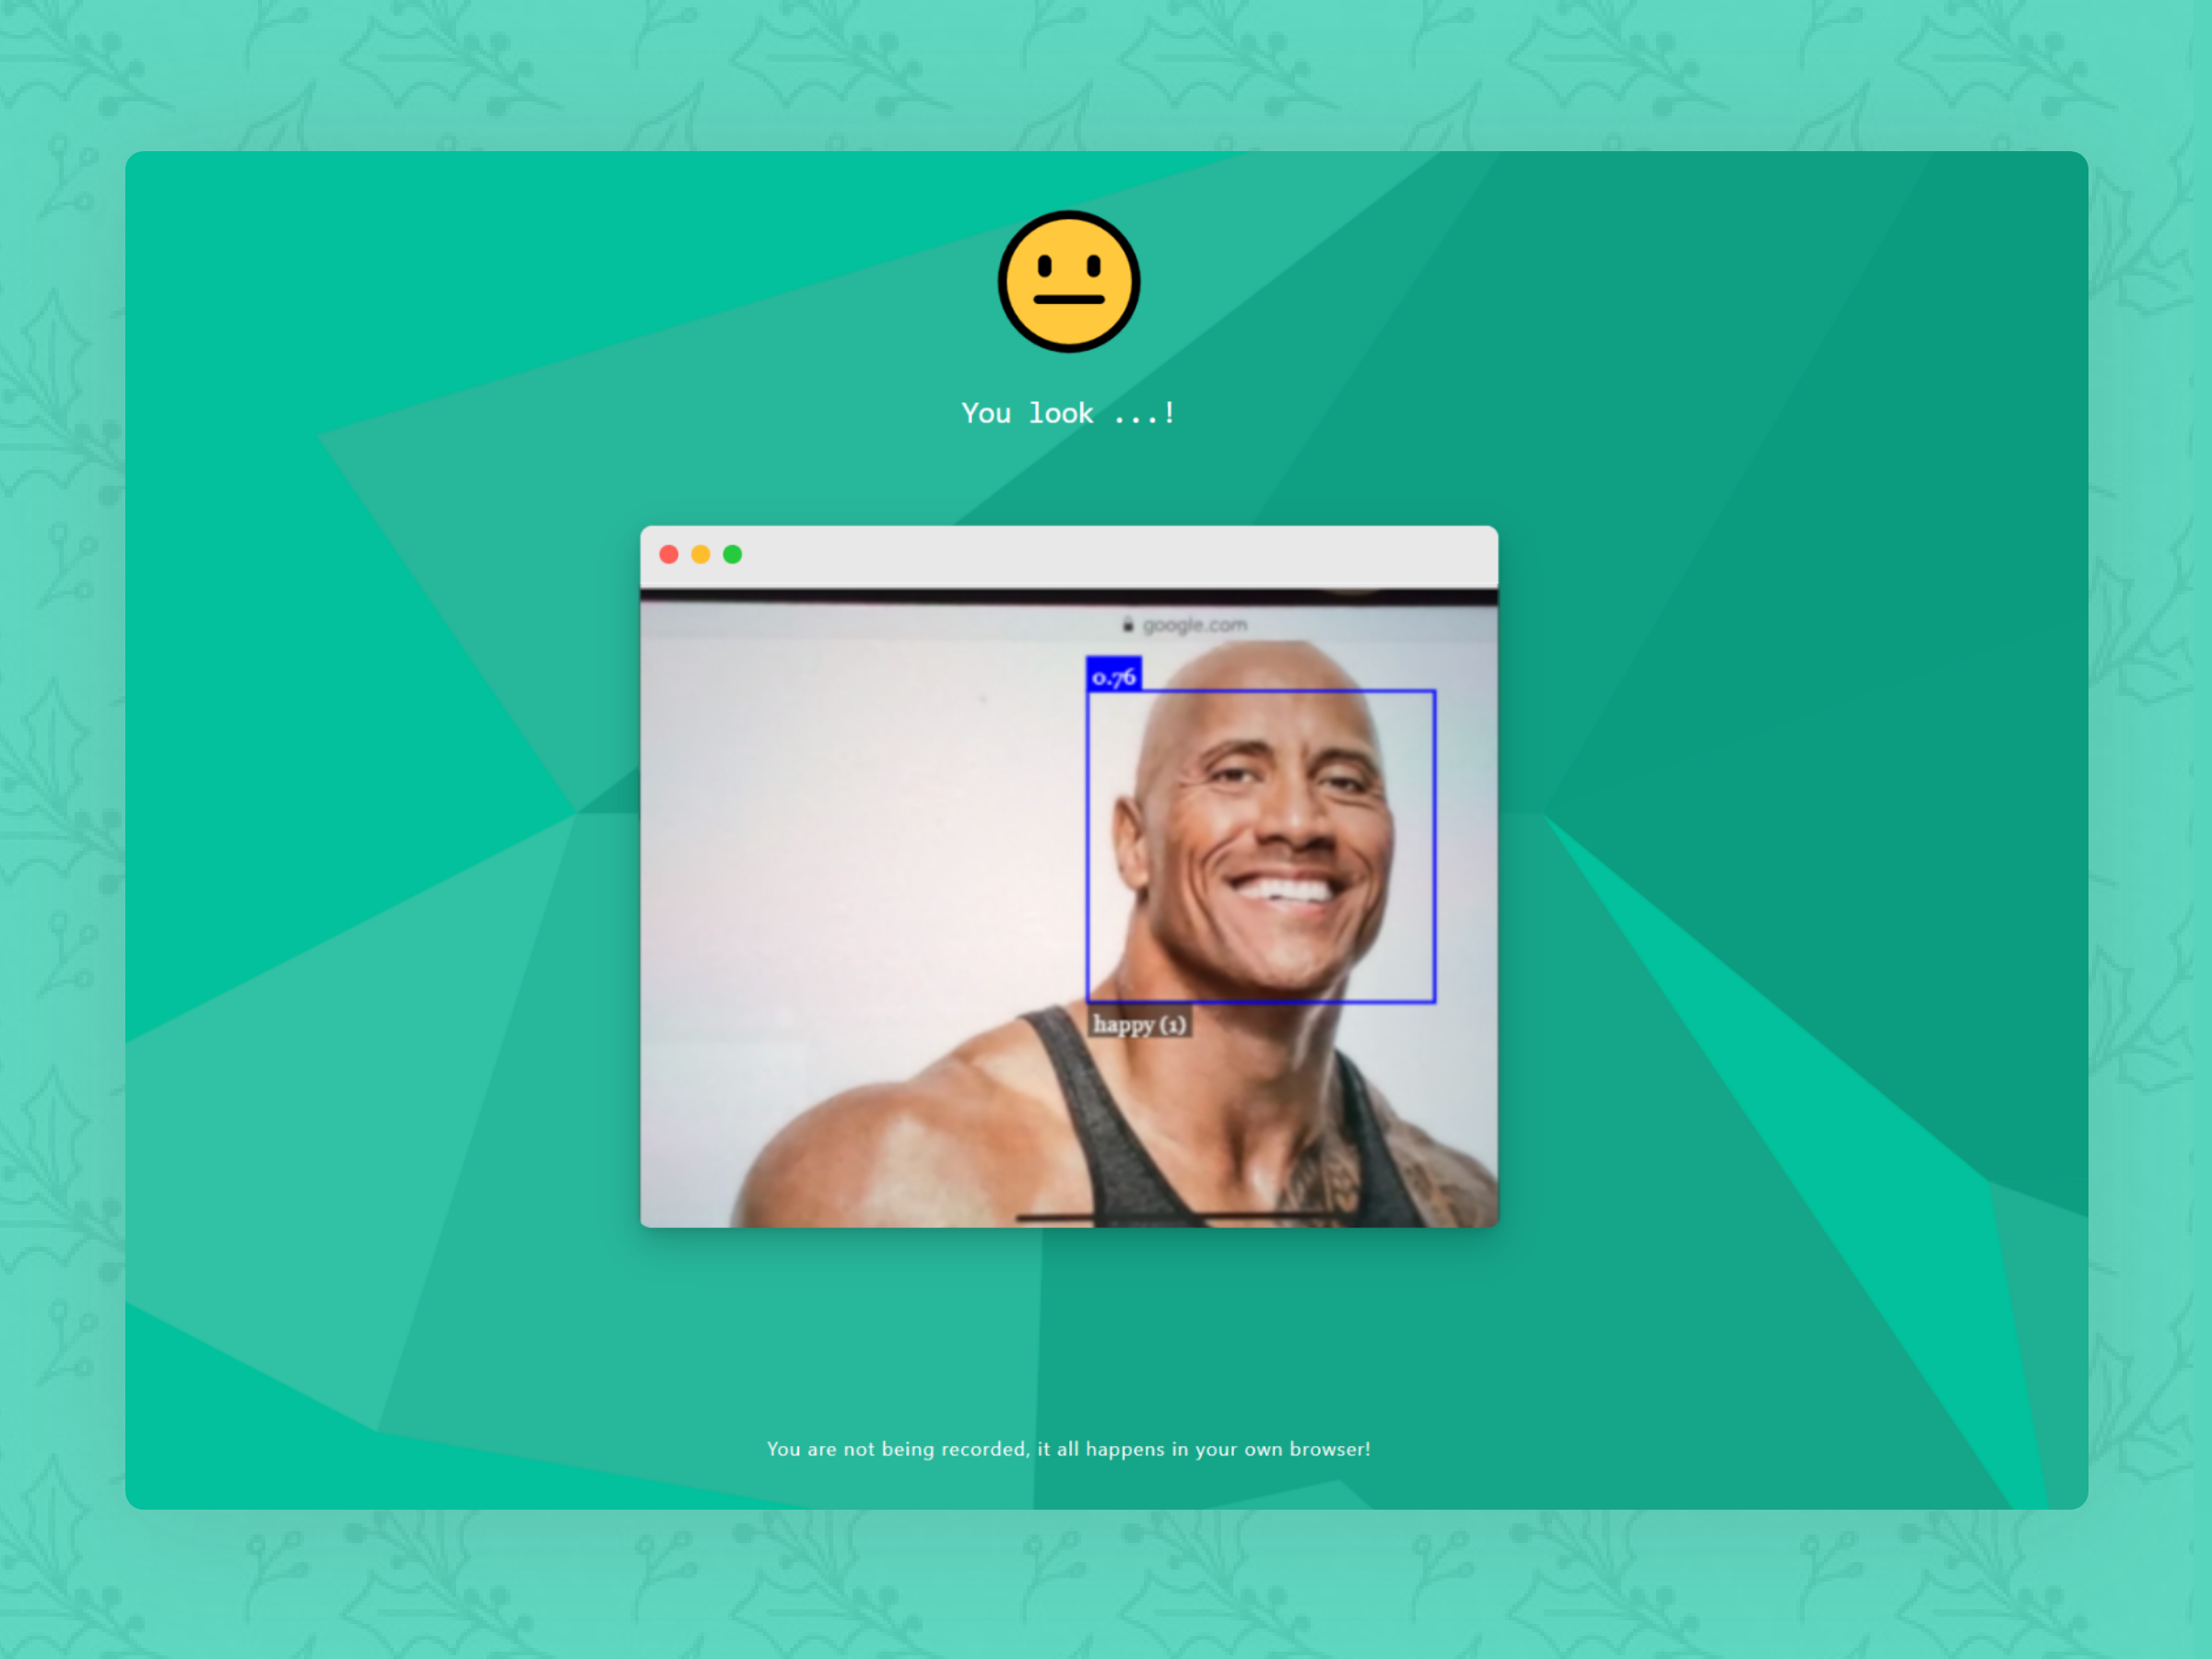 You look ...!
google.com
0.76
happy (1)
You are not being recorded, it all happens in your own browser!